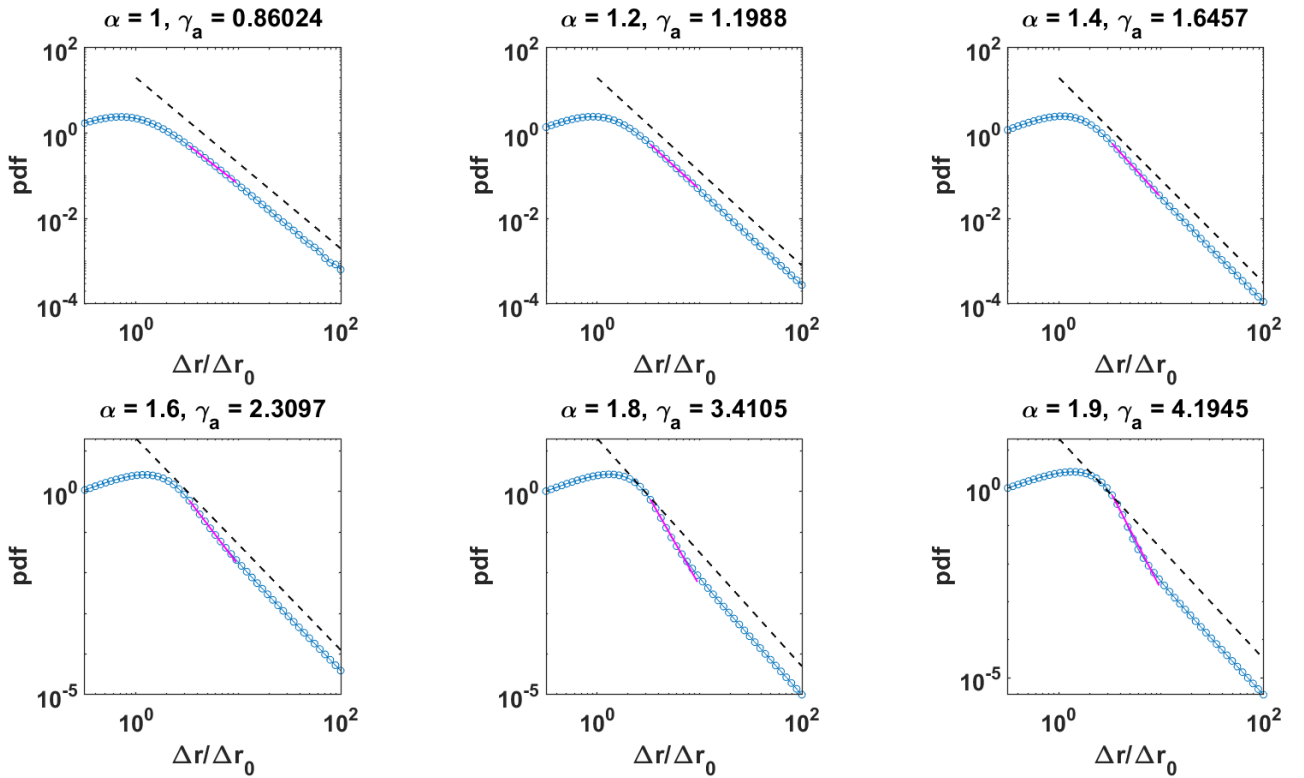 α = 1, γa = 0.86024
10^2
10^0
10^-2
10^-4
pdf
10^0
10^2
Δr/Δr0
α = 1.2, γa = 1.1988
10^2
10^0
10^-2
10^-4
pdf
10^0
10^2
Δr/Δr0
α = 1.4, γa = 1.6457
10^2
10^0
10^-2
10^-4
pdf
10^0
10^2
Δr/Δr0
α = 1.6, γa = 2.3097
10^0
10^-5
pdf
10^0
10^2
Δr/Δr0
α = 1.8, γa = 3.4105
10^0
10^-5
pdf
10^0
10^2
Δr/Δr0
α = 1.9, γa = 4.1945
10^0
10^-5
pdf
10^0
10^2
Δr/Δr0